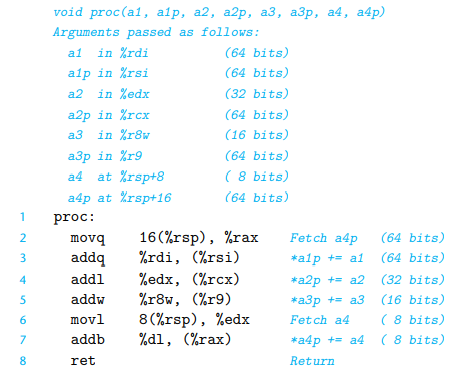 void proc(a1, a1p, a2, a2p, a3, a3p, a4, a4p)
Arguments passed as follows:
a1 in %rdi (64 bits)
a1p in %rsi (64 bits)
a2 in %edx (32 bits)
a2p in %rcx (64 bits)
a3 in %r8w (16 bits)
a3p in %r9 (64 bits)
a4 at %rsp+8 ( 8 bits)
a4p at %rsp+16 (64 bits)
1 proc:
2 movq 16(%rsp), %rax Fetch a4p (64 bits)
3 addq %rdi, (%rsi) *a1p += a1 (64 bits)
4 addl %edx, (%rcx) *a2p += a2 (32 bits)
5 addw %r8w, (%r9) *a3p += a3 (16 bits)
6 movl 8(%rsp), %edx Fetch a4 ( 8 bits)
7 addb %dl, (%rax) *a4p += a4 ( 8 bits)
8 ret Return